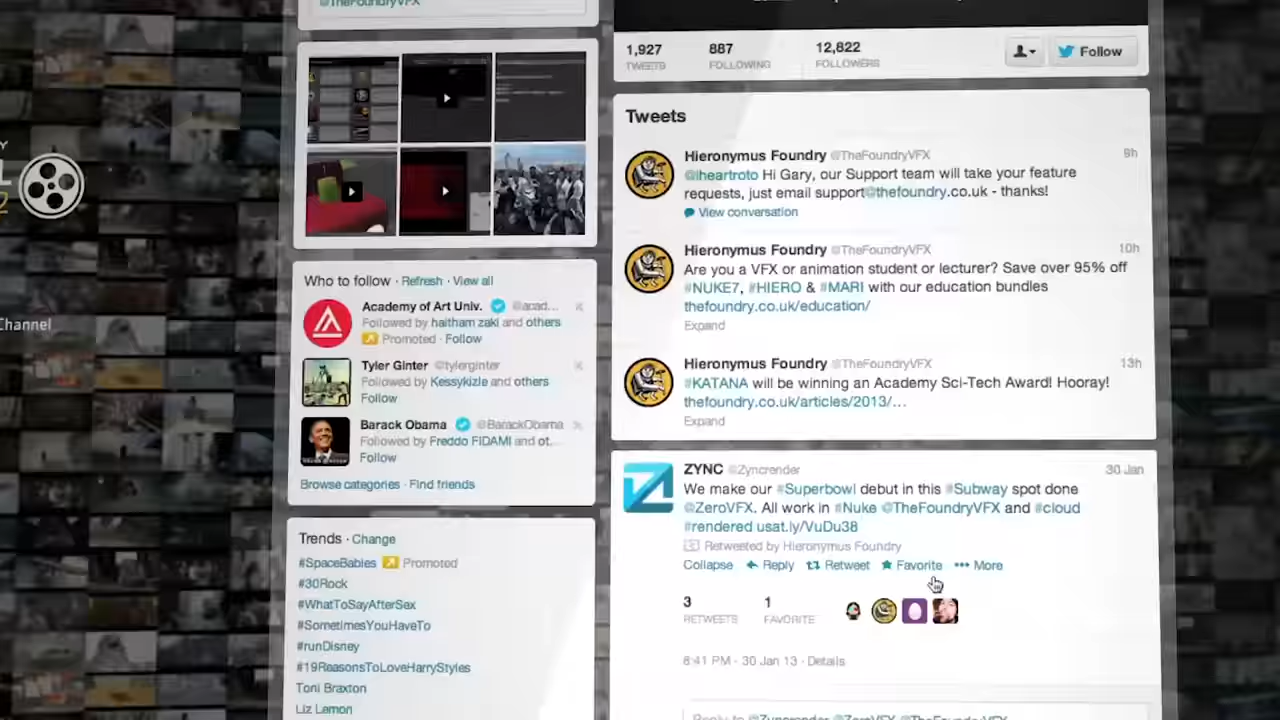 @TheFoundryVFX
1,927
TWEETS
887
FOLLOWING
12,822
FOLLOWERS
Follow
Channel
Who to follow · Refresh · View all
Academy of Art Univ. @acad...
Followed by haitham zaki and others
Promoted · Follow
Tyler Ginter @tylerginter
Followed by Kessykizle and others
Follow
Barack Obama @BarackObama
Followed by Freddo FIDAMI and ot...
Follow
Browse categories · Find friends
Trends · Change
#SpaceBabies Promoted
#30Rock
#WhatToSayAfterSex
#SometimesYouHaveTo
#runDisney
#19ReasonsToLoveHarryStyles
Toni Braxton
Liz Lemon
Tweets
Hieronymus Foundry @TheFoundryVFX 9h
@iheartroto Hi Gary, our Support team will take your feature
requests, just email support@thefoundry.co.uk - thanks!
View conversation
Hieronymus Foundry @TheFoundryVFX 10h
Are you a VFX or animation student or lecturer? Save over 95% off
#NUKE7, #HIERO & #MARI with our education bundles
thefoundry.co.uk/education/
Expand
Hieronymus Foundry @TheFoundryVFX 13h
#KATANA will be winning an Academy Sci-Tech Award! Hooray!
thefoundry.co.uk/articles/2013/...
Expand
ZYNC @Zyncrender 30 Jan
We make our #Superbowl debut in this #Subway spot done
@ZeroVFX. All work in #Nuke @TheFoundryVFX and #cloud
#rendered usat.ly/VuDu38
Retweeted by Hieronymus Foundry
Collapse Reply Retweet Favorite More
3
RETWEETS
1
FAVORITE
8:41 PM - 30 Jan 13 · Details
Reply to @Zyncrender @ZeroVFX @TheFoundryVFX